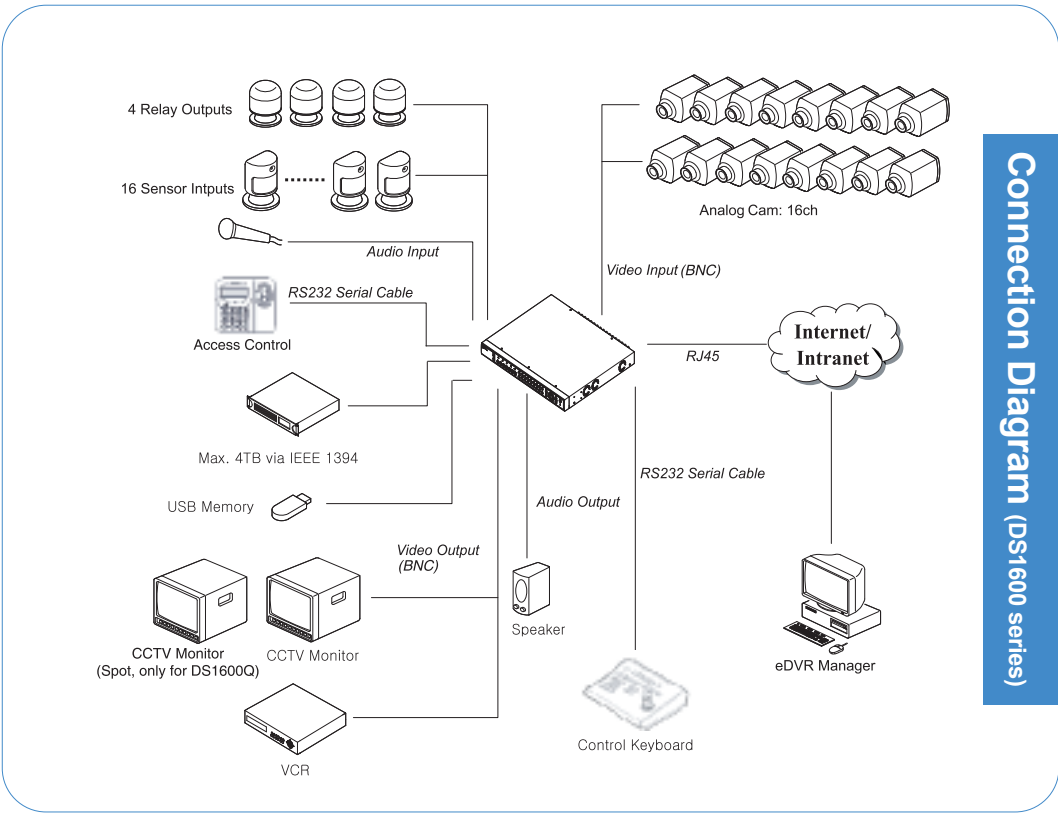 4 Relay Outputs
16 Sensor Intputs
Audio Input
RS232 Serial Cable
Access Control
Max. 4TB via IEEE 1394
USB Memory
Video Output
(BNC)
CCTV Monitor
(Spot, only for DS1600Q)
CCTV Monitor
VCR
Analog Cam: 16ch
Video Input (BNC)
Internet/
Intranet
RJ45
RS232 Serial Cable
Audio Output
Speaker
Control Keyboard
eDVR Manager
Connection Diagram (DS1600 series)